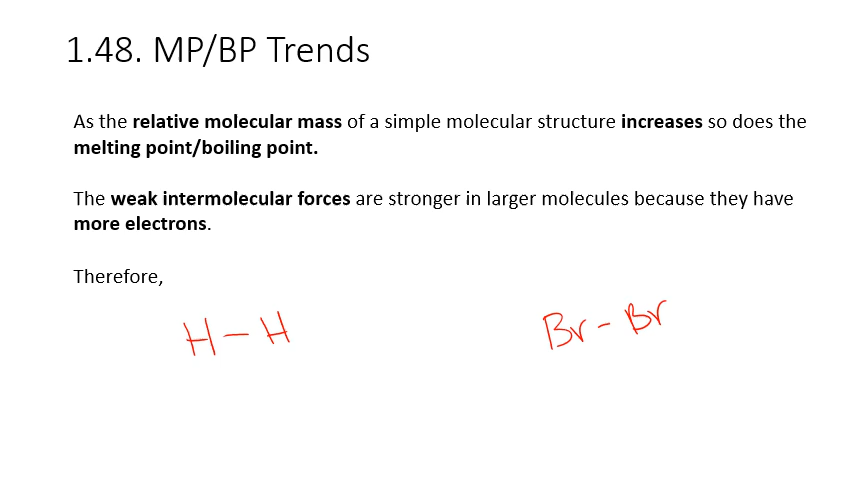 1.48. MP/BP Trends
As the relative molecular mass of a simple molecular structure increases so does the
melting point/boiling point.
The weak intermolecular forces are stronger in larger molecules because they have
more electrons.
Therefore,
H-H Br-Br